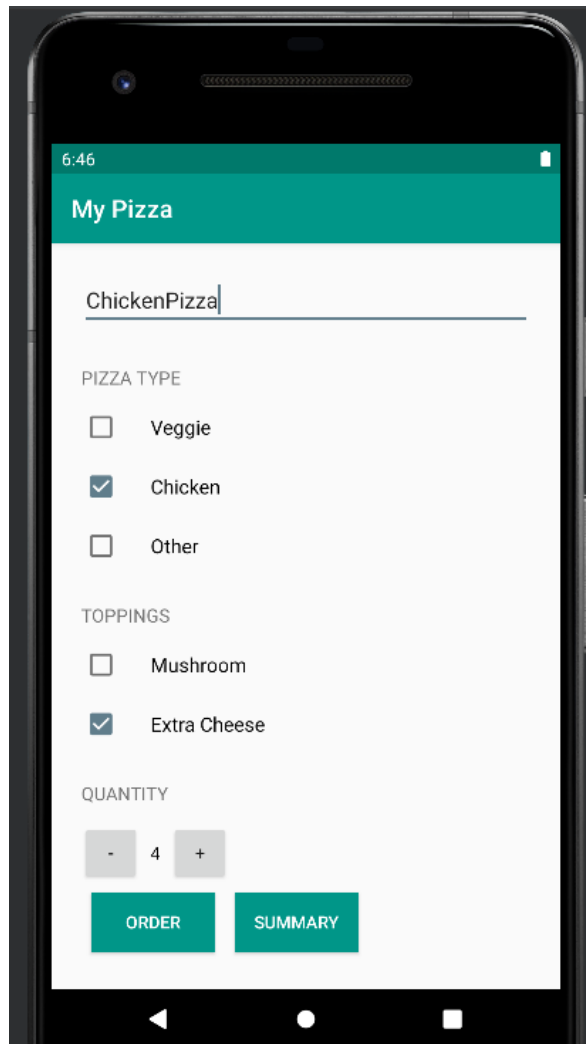 6:46
My Pizza
ChickenPizza
PIZZA TYPE
Veggie
Chicken
Other
TOPPINGS
Mushroom
Extra Cheese
QUANTITY
- 4 +
ORDER SUMMARY